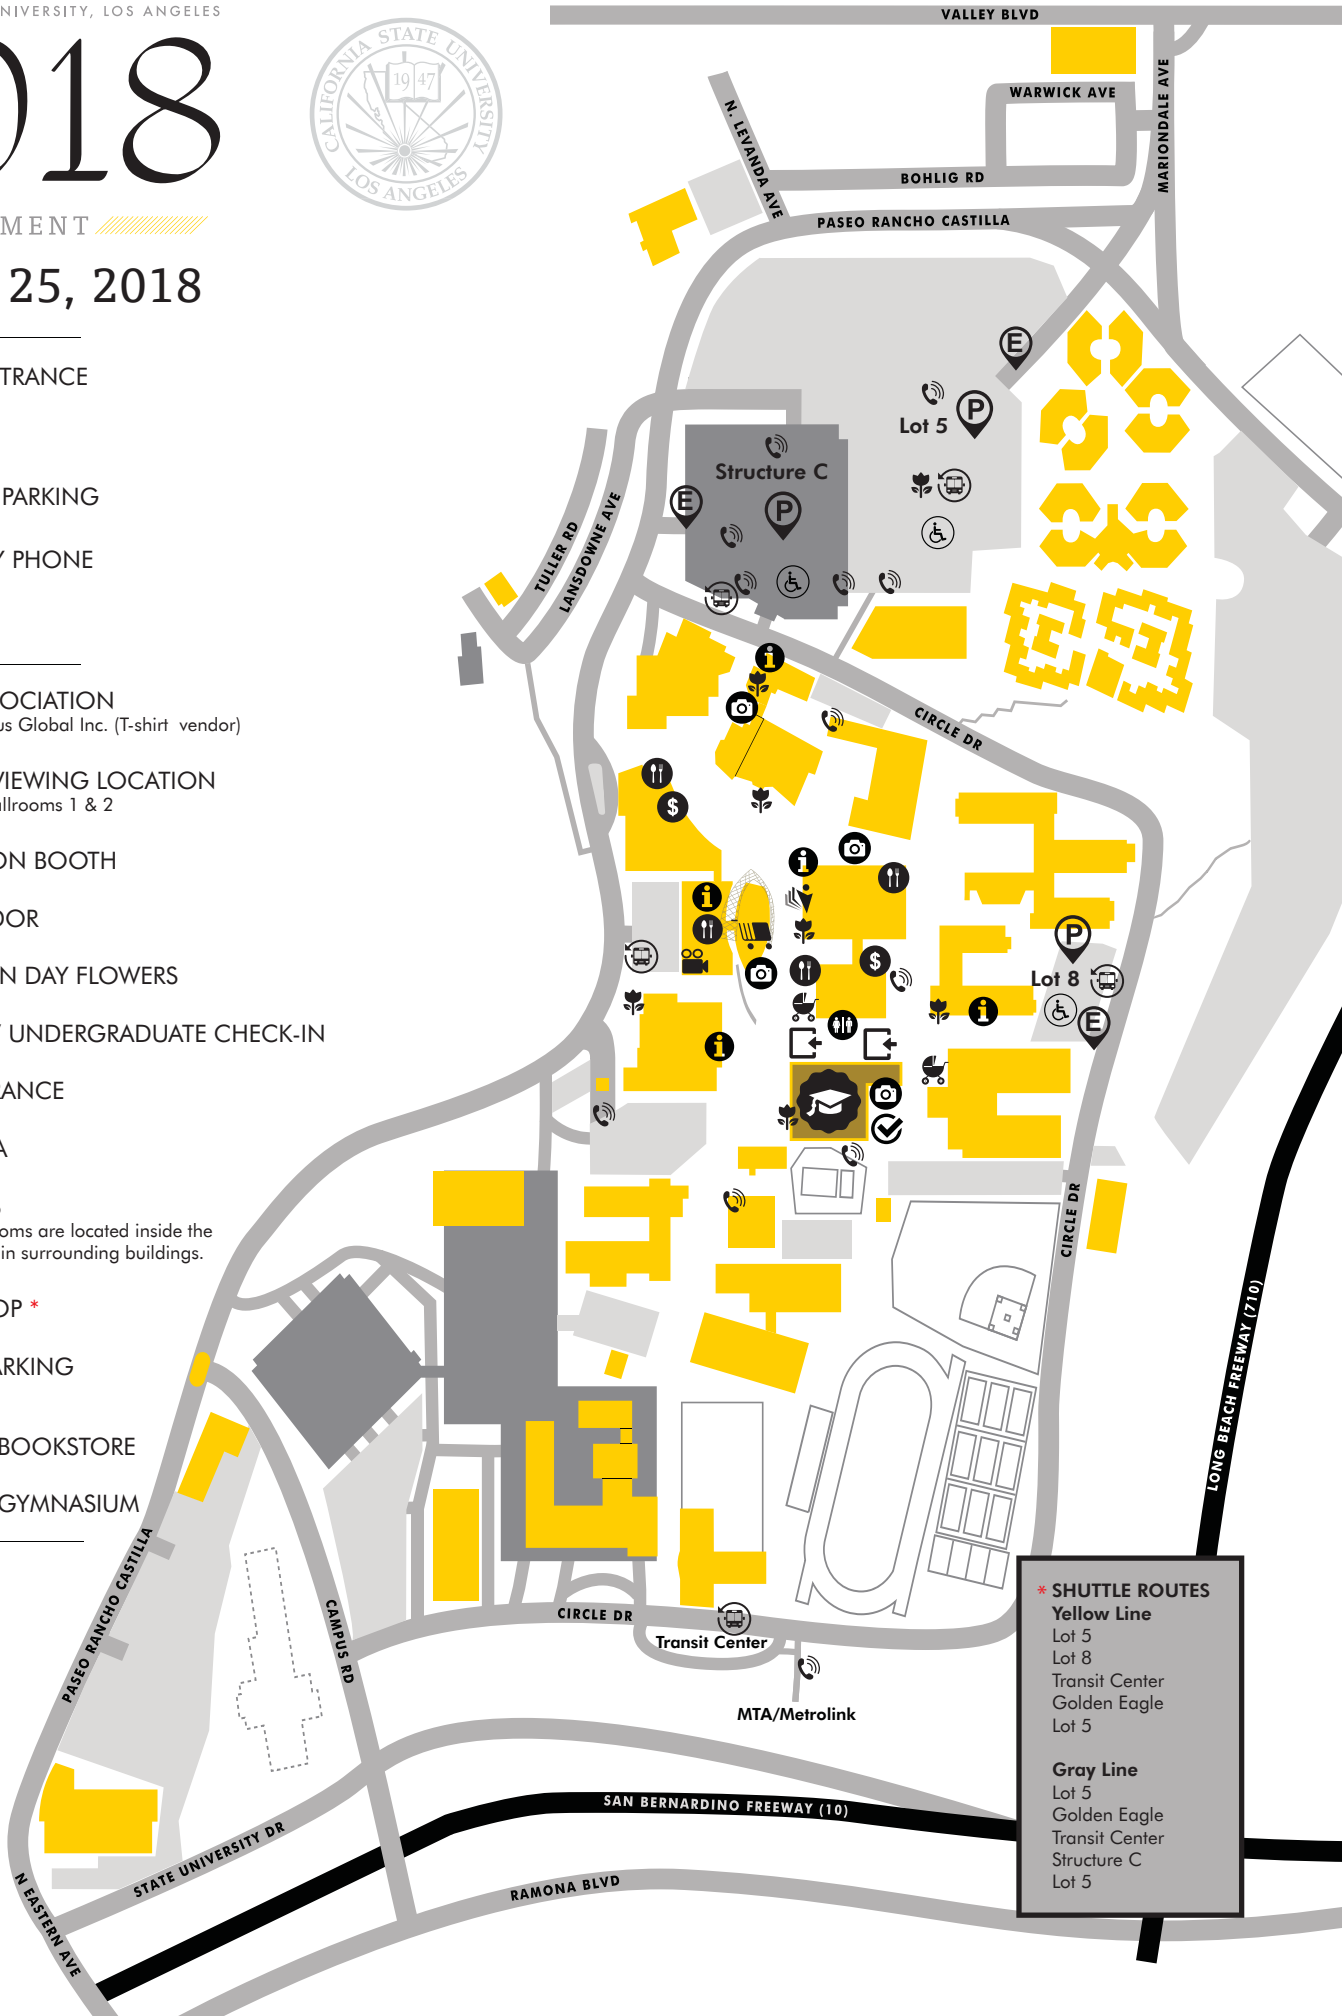 NIVERSITY, LOS ANGELES
018
MENT
25, 2018
TRANCE
PARKING
Y PHONE
OCIATION
us Global Inc. (T-shirt vendor)
VIEWING LOCATION
allrooms 1 & 2
ON BOOTH
DOR
N DAY FLOWERS
UNDERGRADUATE CHECK-IN
RANCE
A
oms are located inside the
in surrounding buildings.
OP *
ARKING
BOOKSTORE
GYMNASIUM
CALIFORNIA STATE UNIVERSITY
19 47
LOS ANGELES
VALLEY BLVD
WARWICK AVE
MARIONDALE AVE
N. LEVANDA AVE
BOHLIG RD
PASEO RANCHO CASTILLA
E
P
Lot 5
Structure C
E
P
TULLER RD
LANSDOWNE AVE
i
CIRCLE DR
$
i
i
P
$
Lot 8
i
E
i
CIRCLE DR
LONG BEACH FREEWAY (710)
PASEO RANCHO CASTILLA
CAMPUS RD
CIRCLE DR
Transit Center
MTA/Metrolink
SAN BERNARDINO FREEWAY (10)
STATE UNIVERSITY DR
RAMONA BLVD
N EASTERN AVE
* SHUTTLE ROUTES
Yellow Line
Lot 5
Lot 8
Transit Center
Golden Eagle
Lot 5
Gray Line
Lot 5
Golden Eagle
Transit Center
Structure C
Lot 5